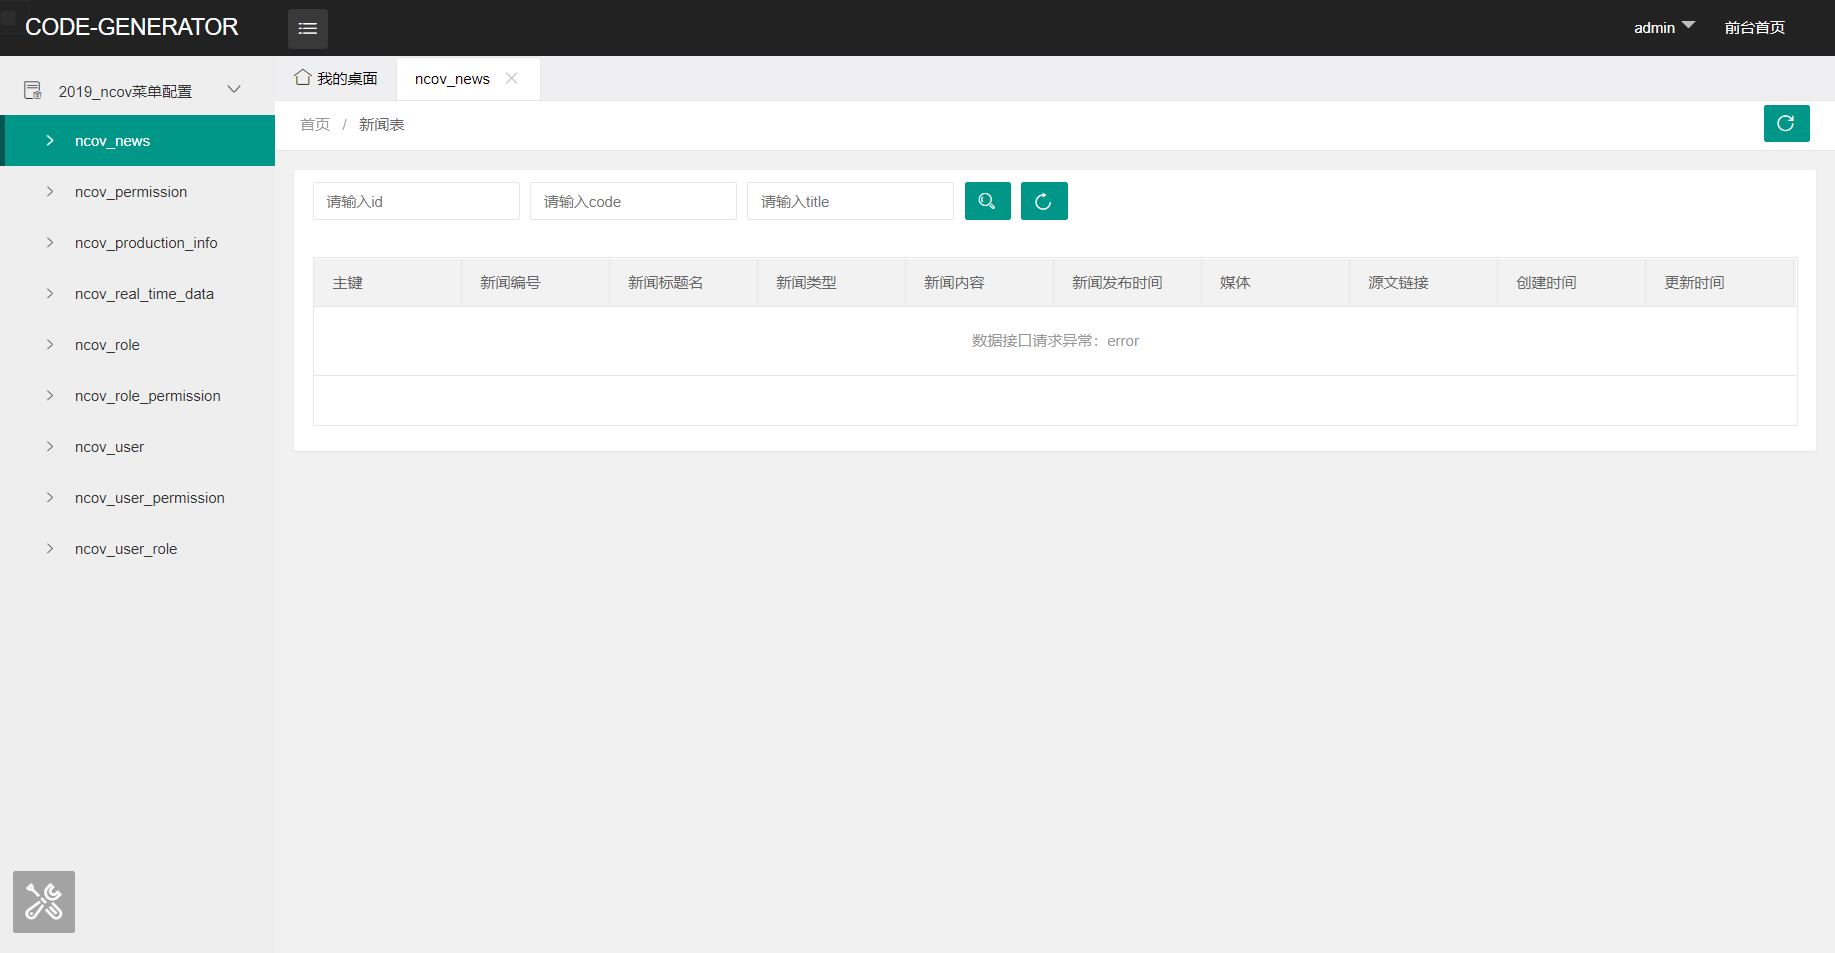 CODE-GENERATOR
admin
前台首页
2019_ncov菜单配置
ncov_news
ncov_permission
ncov_production_info
ncov_real_time_data
ncov_role
ncov_role_permission
ncov_user
ncov_user_permission
ncov_user_role
我的桌面
ncov_news
首页 / 新闻表
请输入id
请输入code
请输入title
主键
新闻编号
新闻标题名
新闻类型
新闻内容
新闻发布时间
媒体
源文链接
创建时间
更新时间
数据接口请求异常：error